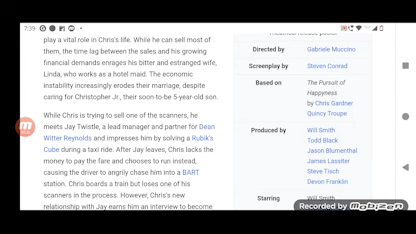 7:39
play a vital role in Chris's life. While he can sell most of
them, the time lag between the sales and his growing
financial demands enrages his bitter and estranged wife,
Linda, who works as a hotel maid. The economic
instability increasingly erodes their marriage, despite
caring for Christopher Jr., their soon-to-be 5-year-old son.
While Chris is trying to sell one of the scanners, he
meets Jay Twistle, a lead manager and partner for Dean
Witter Reynolds and impresses him by solving a Rubik's
Cube during a taxi ride. After Jay leaves, Chris lacks the
money to pay the fare and chooses to run instead,
causing the driver to angrily chase him into a BART
station. Chris boards a train but loses one of his
scanners in the process. However, Chris's new
relationship with Jay earns him an interview to become
Directed by Gabriele Muccino
Screenplay by Steven Conrad
Based on The Pursuit of
Happyness
by Chris Gardner
Quincy Troupe
Produced by Will Smith
Todd Black
Jason Blumenthal
James Lassiter
Steve Tisch
Devon Franklin
Starring Will Smith
Recorded by Mobizen